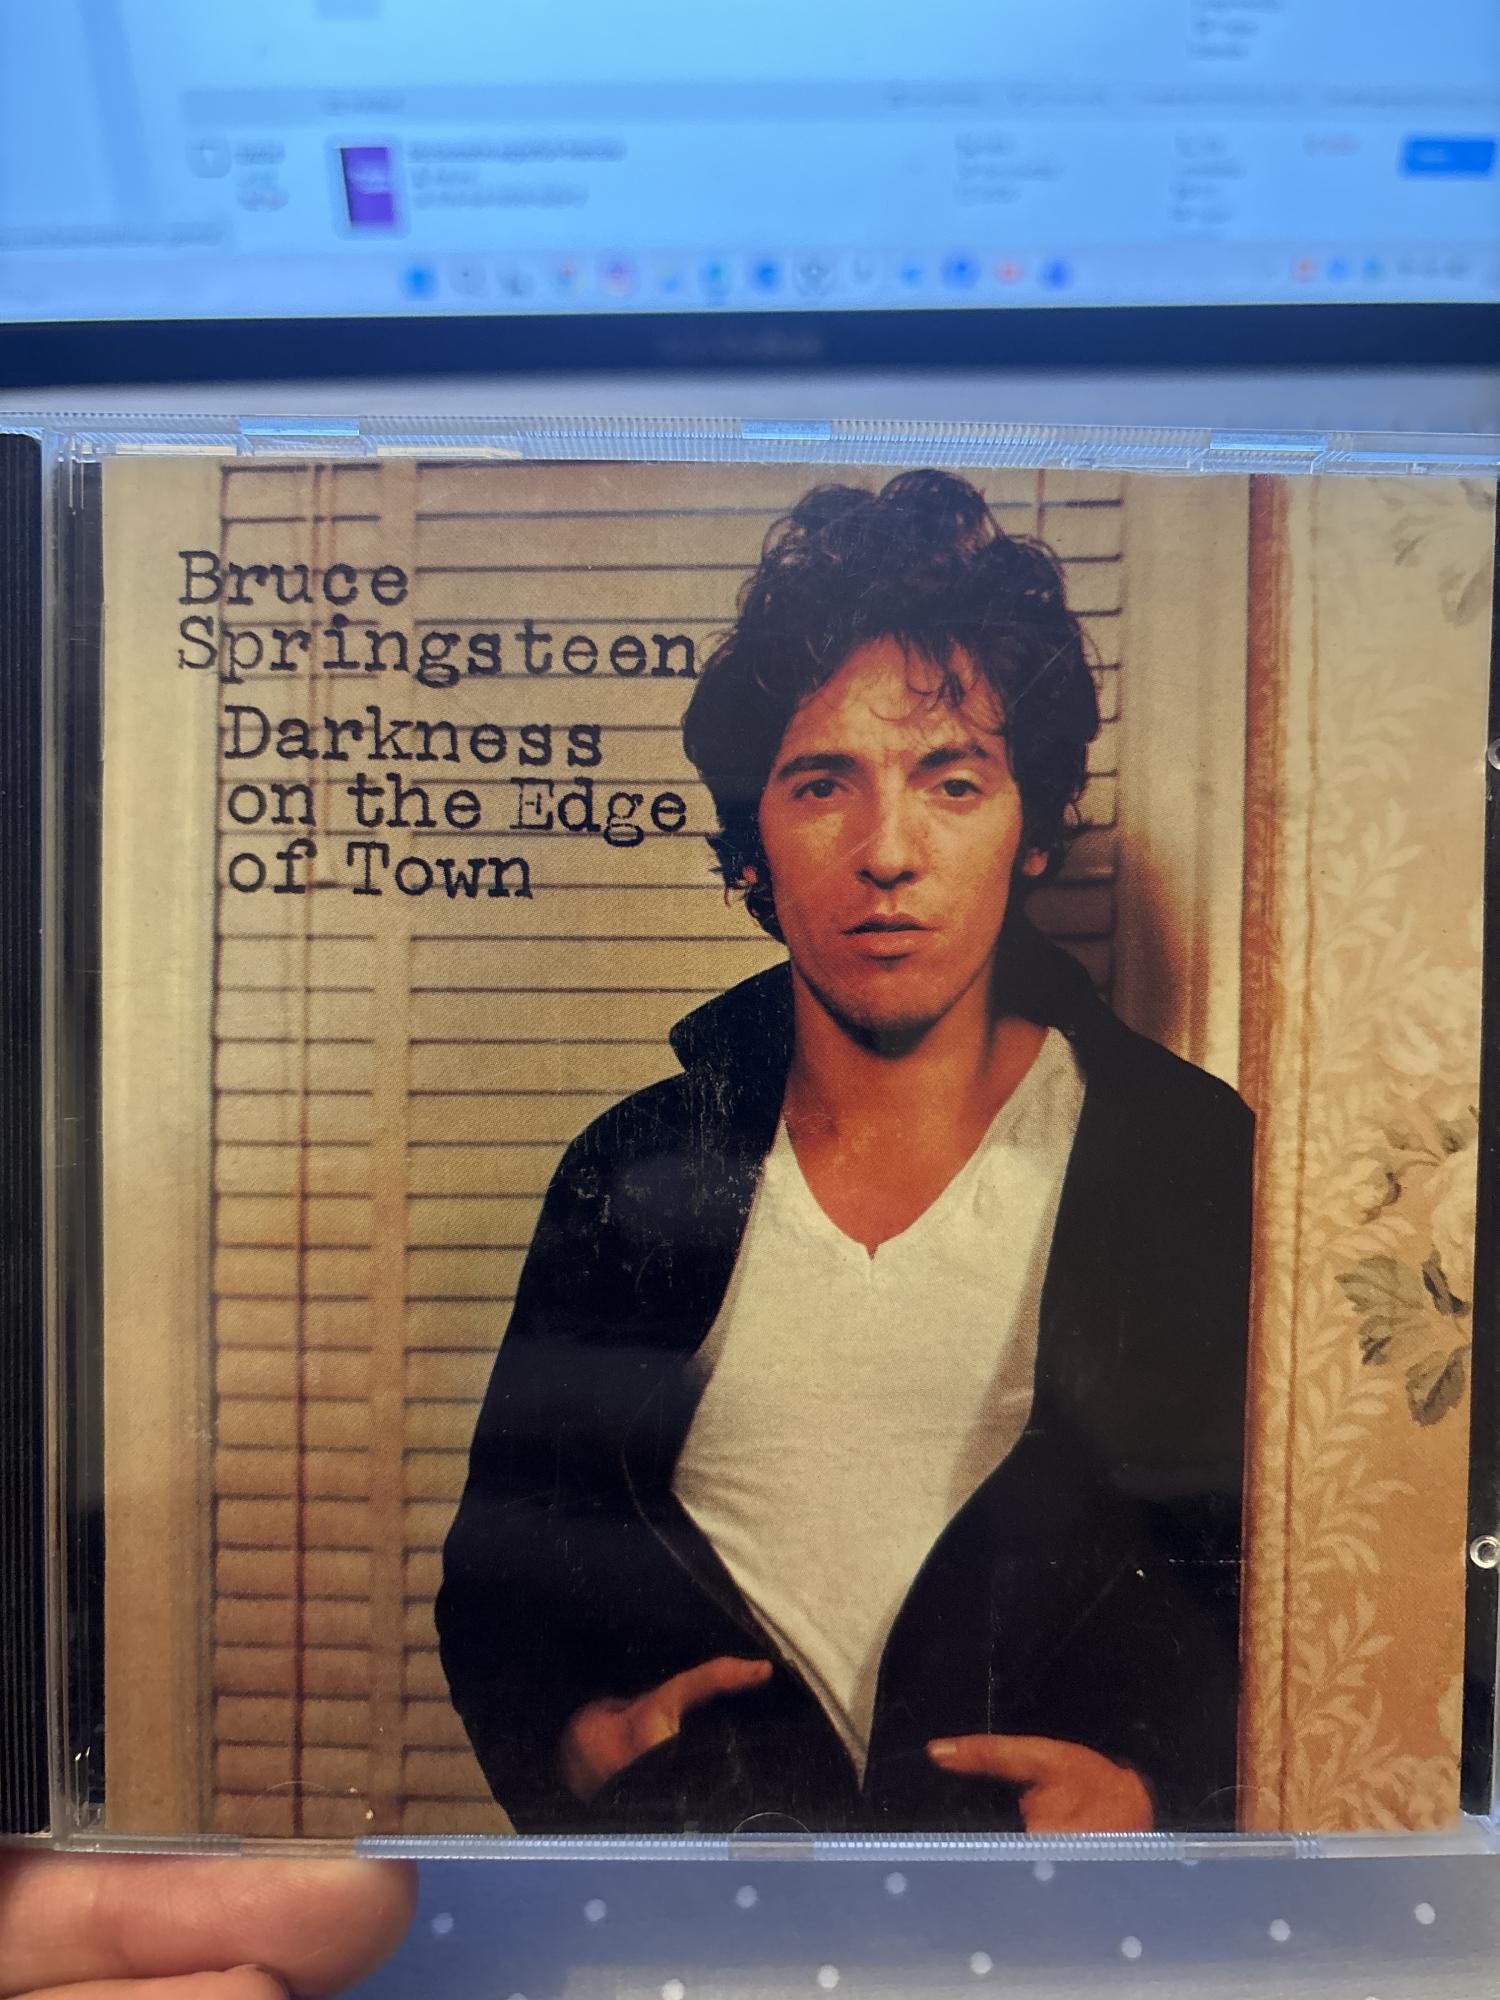 Bruce
Springsteen
Darkness
on the Edge
of Town